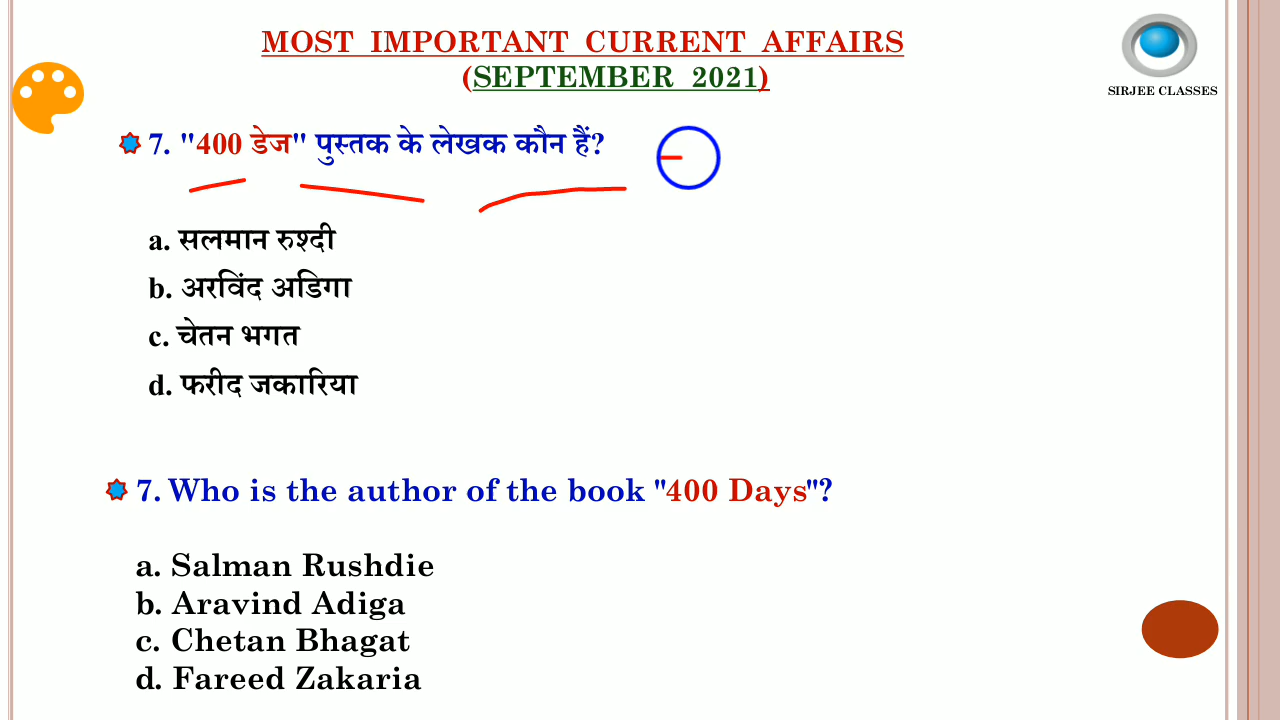 MOST IMPORTANT CURRENT AFFAIRS
(SEPTEMBER 2021)
SIRJEE CLASSES
7. "400 डेज" पुस्तक के लेखक कौन हैं?
a. सलमान रुश्दी
b. अरविंद अडिगा
c. चेतन भगत
d. फरीद जकारिया
7. Who is the author of the book "400 Days"?
a. Salman Rushdie
b. Aravind Adiga
c. Chetan Bhagat
d. Fareed Zakaria